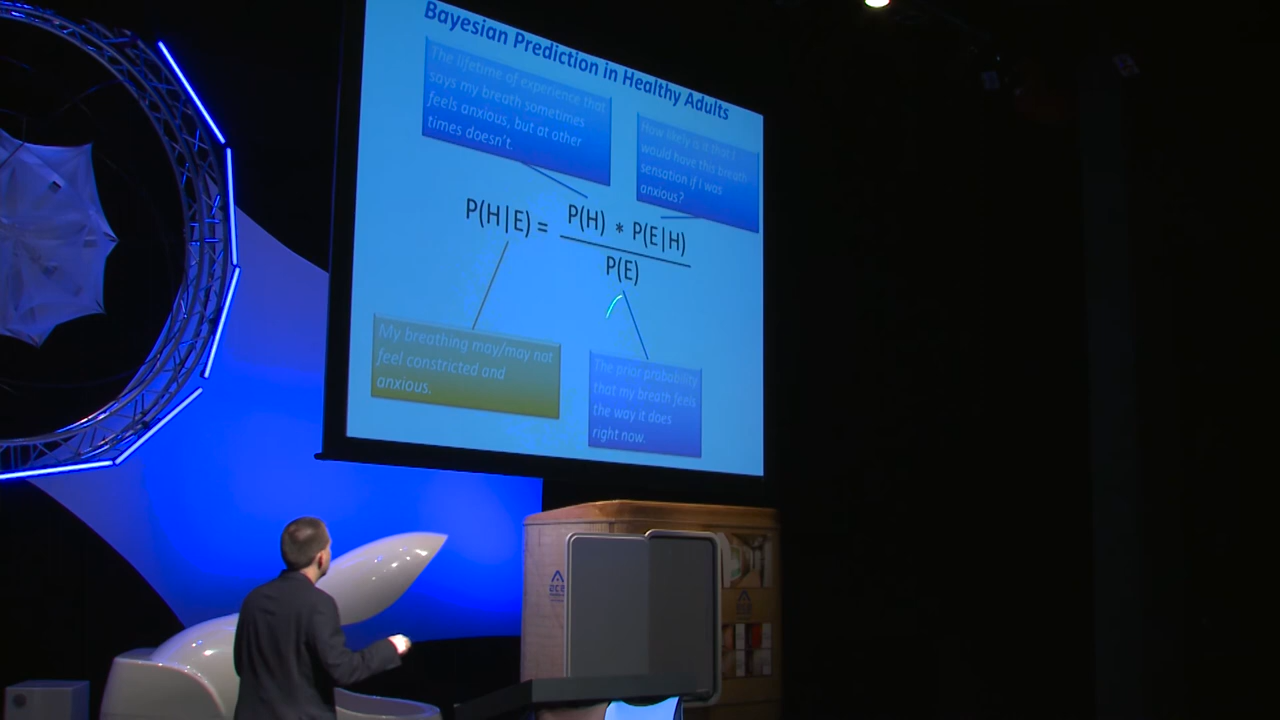 Bayesian Prediction in Healthy Adults
The lifetime of experience that
says my breath sometimes
feels anxious, but at other
times doesn't.
How likely is it that I
would have this breath
sensation if I was
anxious?
P(H|E) = P(H) * P(E|H)
P(E)
My breathing may/may not
feel constricted and
anxious.
The prior probability
that my breath feels
the way it does
right now.